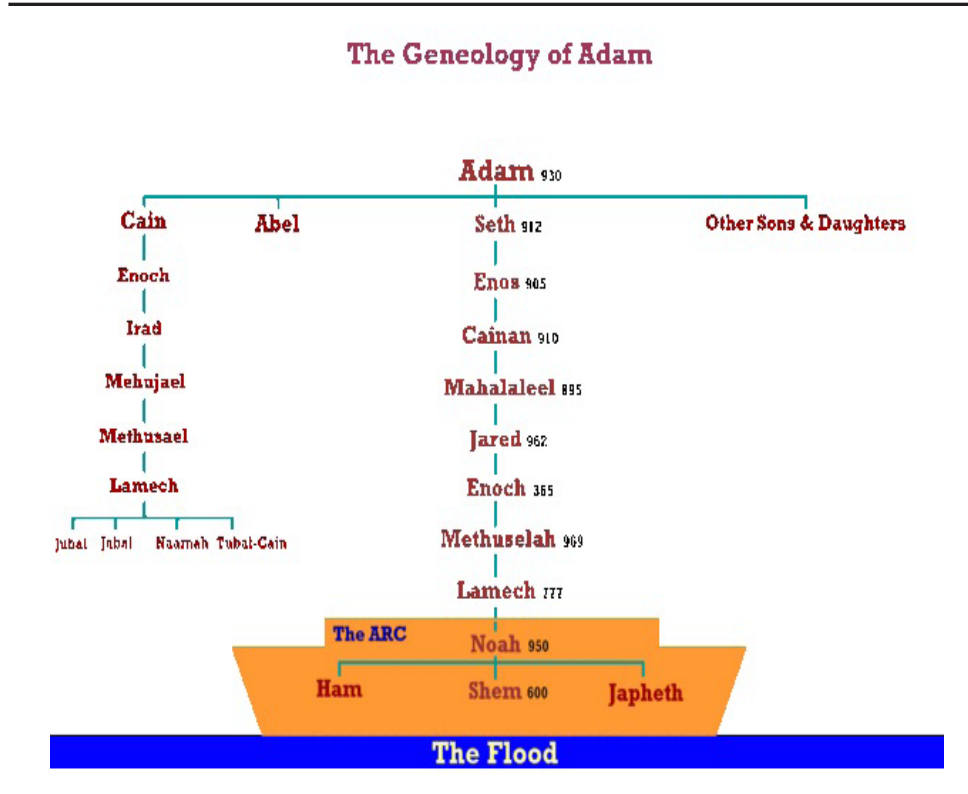 The Geneology of Adam
Adam 930
Cain Abel Seth 912 Other Sons & Daughters
Enoch Enos 905
Irad Cainan 910
Mehujael Mahalaleel 895
Methusael Jared 962
Lamech Enoch 365
Jubal Jabal Naamah Tubal-Cain Methuselah 969
Lamech 777
The ARC Noah 950
Ham Shem 600 Japheth
The Flood